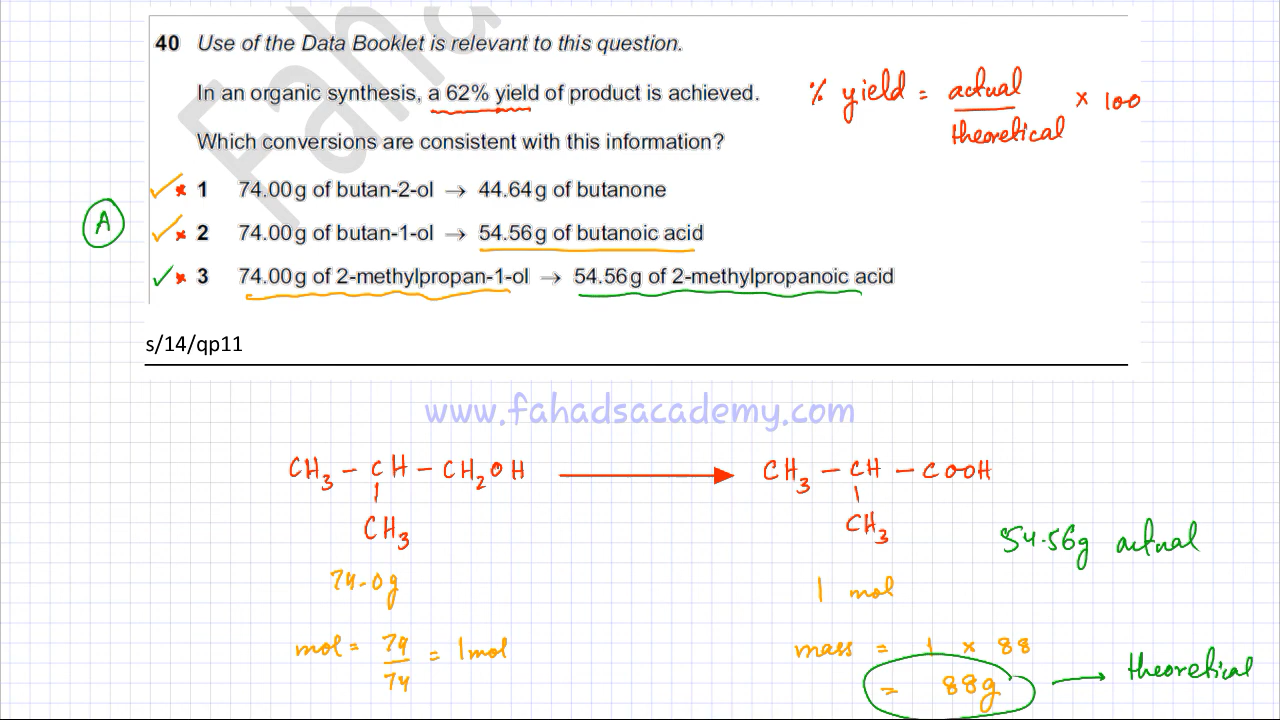 Faha
40 Use of the Data Booklet is relevant to this question.
In an organic synthesis, a 62% yield of product is achieved.
% yield = actual / theoretical × 100
Which conversions are consistent with this information?
✓ × 1 74.00 g of butan-2-ol → 44.64 g of butanone
A
✓ × 2 74.00 g of butan-1-ol → 54.56 g of butanoic acid
✓ × 3 74.00 g of 2-methylpropan-1-ol → 54.56 g of 2-methylpropanoic acid
s/14/qp11
www.fahadsacademy.com
CH3 – CH – CH2OH → CH3 – CH – COOH
CH3 CH3
54.56g actual
74.0g 1 mol
mol = 74/74 = 1mol mass = 1 × 88
= 88g → theoretical